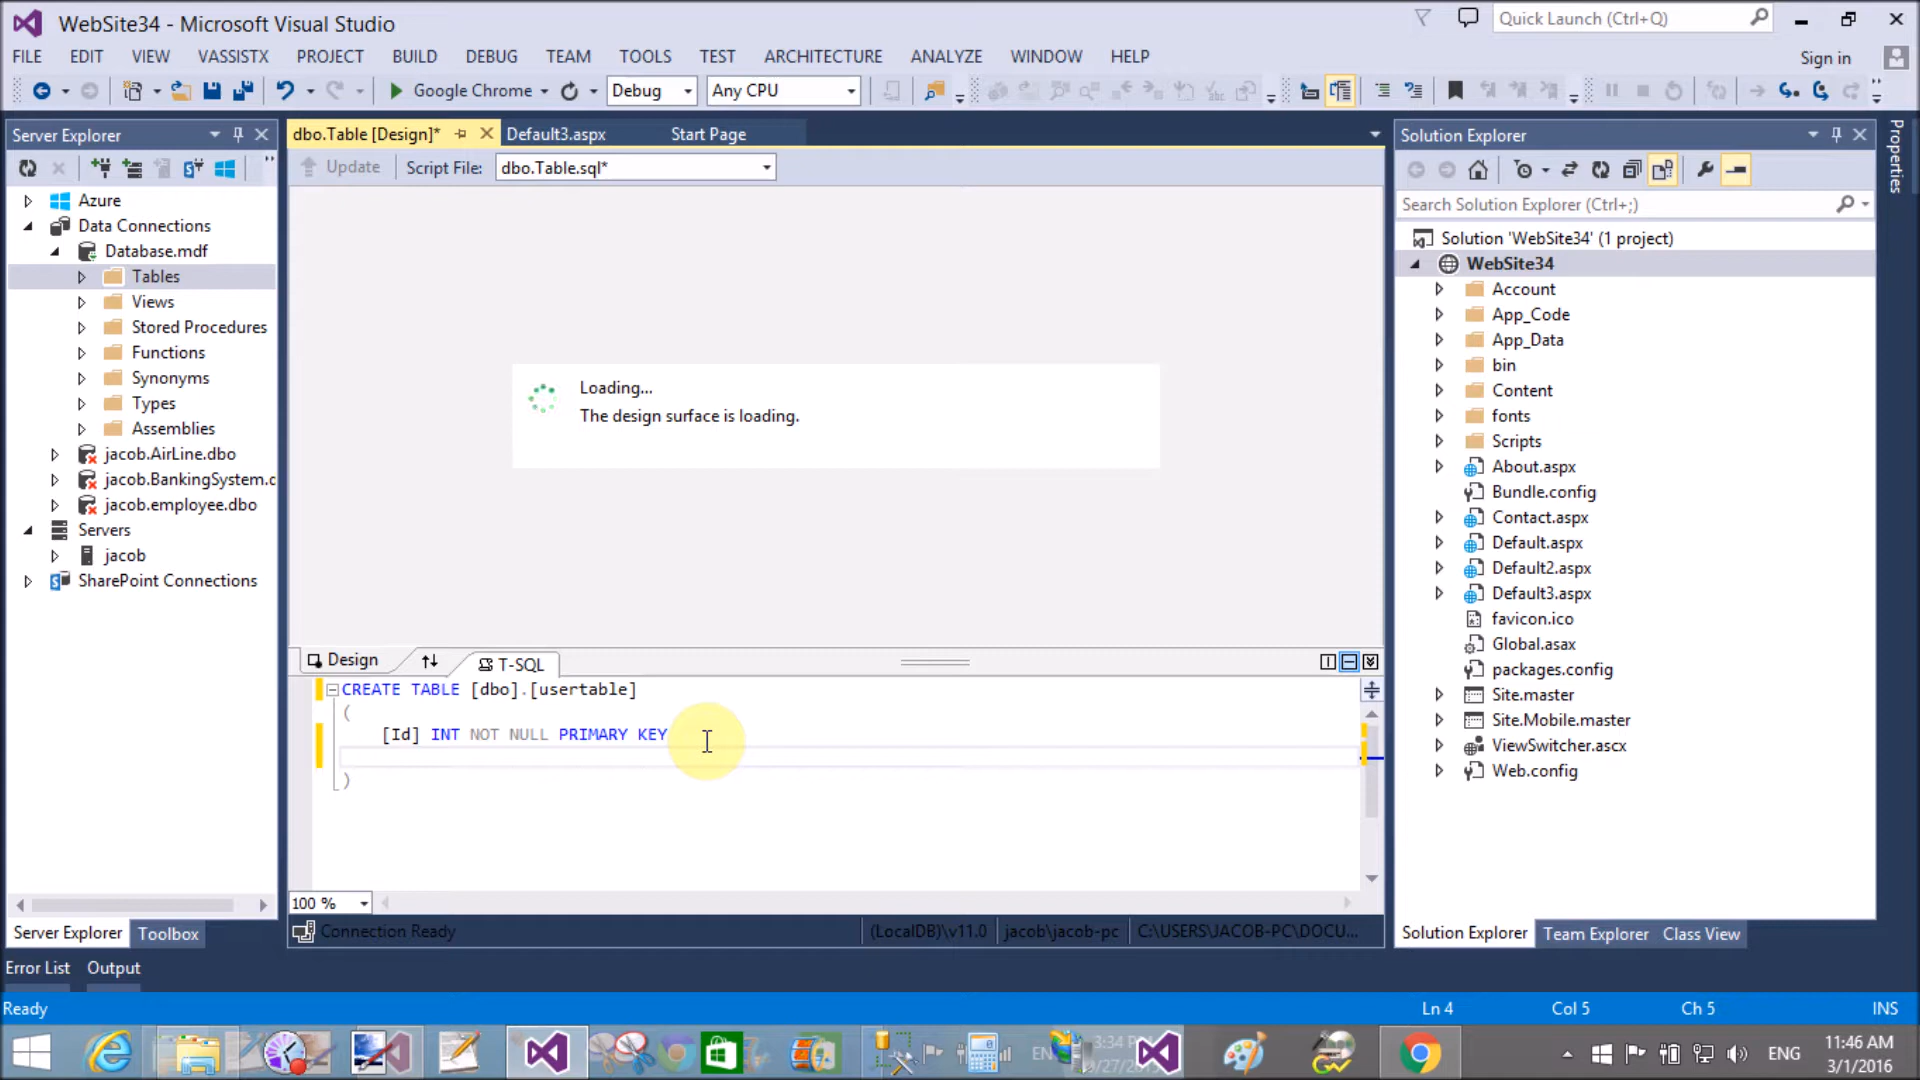 WebSite34 - Microsoft Visual Studio
Quick Launch (Ctrl+Q)
FILE EDIT VIEW VASSISTX PROJECT BUILD DEBUG TEAM TOOLS TEST ARCHITECTURE ANALYZE WINDOW HELP
Sign in
Google Chrome Debug Any CPU
Server Explorer
Azure
Data Connections
Database.mdf
Tables
Views
Stored Procedures
Functions
Synonyms
Types
Assemblies
jacob.AirLine.dbo
jacob.BankingSystem.c
jacob.employee.dbo
Servers
jacob
SharePoint Connections
Server Explorer Toolbox
dbo.Table [Design]* Default3.aspx Start Page
Update Script File: dbo.Table.sql*
Loading...
The design surface is loading.
Design T-SQL
CREATE TABLE [dbo].[usertable]
(
[Id] INT NOT NULL PRIMARY KEY
)
100 %
Connection Ready (LocalDB)\v11.0 jacob\jacob-pc C:\USERS\JACOB-PC\DOCU...
Solution Explorer
Search Solution Explorer (Ctrl+;)
Solution 'WebSite34' (1 project)
WebSite34
Account
App_Code
App_Data
bin
Content
fonts
Scripts
About.aspx
Bundle.config
Contact.aspx
Default.aspx
Default2.aspx
Default3.aspx
favicon.ico
Global.asax
packages.config
Site.master
Site.Mobile.master
ViewSwitcher.ascx
Web.config
Solution Explorer Team Explorer Class View
Properties
Error List Output
Ready Ln 4 Col 5 Ch 5 INS
ENG 11:46 AM
3/1/2016